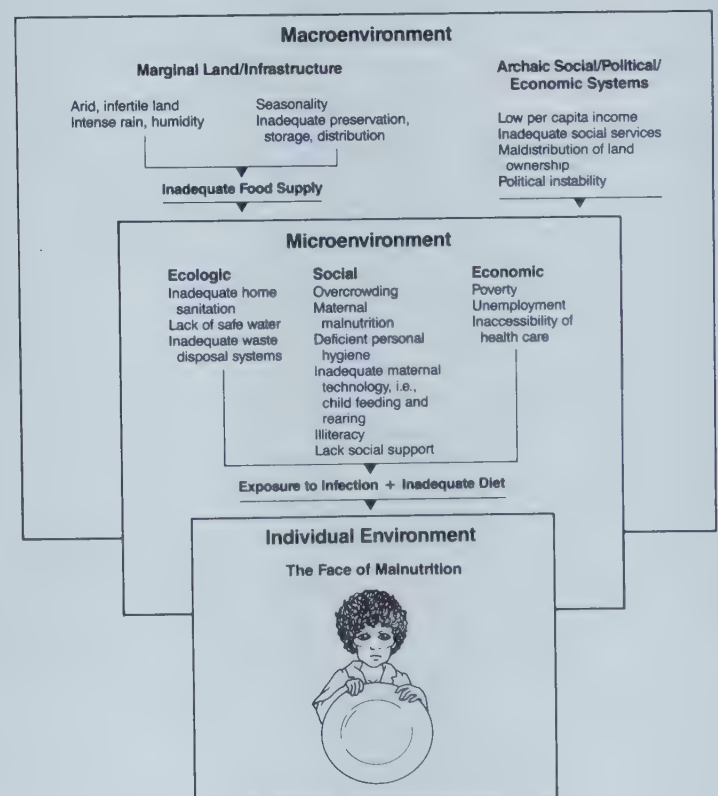 Macroenvironment
Marginal Land/Infrastructure
Arid, infertile land
Intense rain, humidity
Seasonality
Inadequate preservation,
storage, distribution
Inadequate Food Supply
Archaic Social/Political/
Economic Systems
Low per capita income
Inadequate social services
Maldistribution of land
ownership
Political instability
Microenvironment
Ecologic
Inadequate home
sanitation
Lack of safe water
Inadequate waste
disposal systems
Social
Overcrowding
Maternal
malnutrition
Deficient personal
hygiene
Inadequate maternal
technology, i.e.,
child feeding and
rearing
Illiteracy
Lack social support
Economic
Poverty
Unemployment
Inaccessibility of
health care
Exposure to Infection + Inadequate Diet
Individual Environment
The Face of Malnutrition